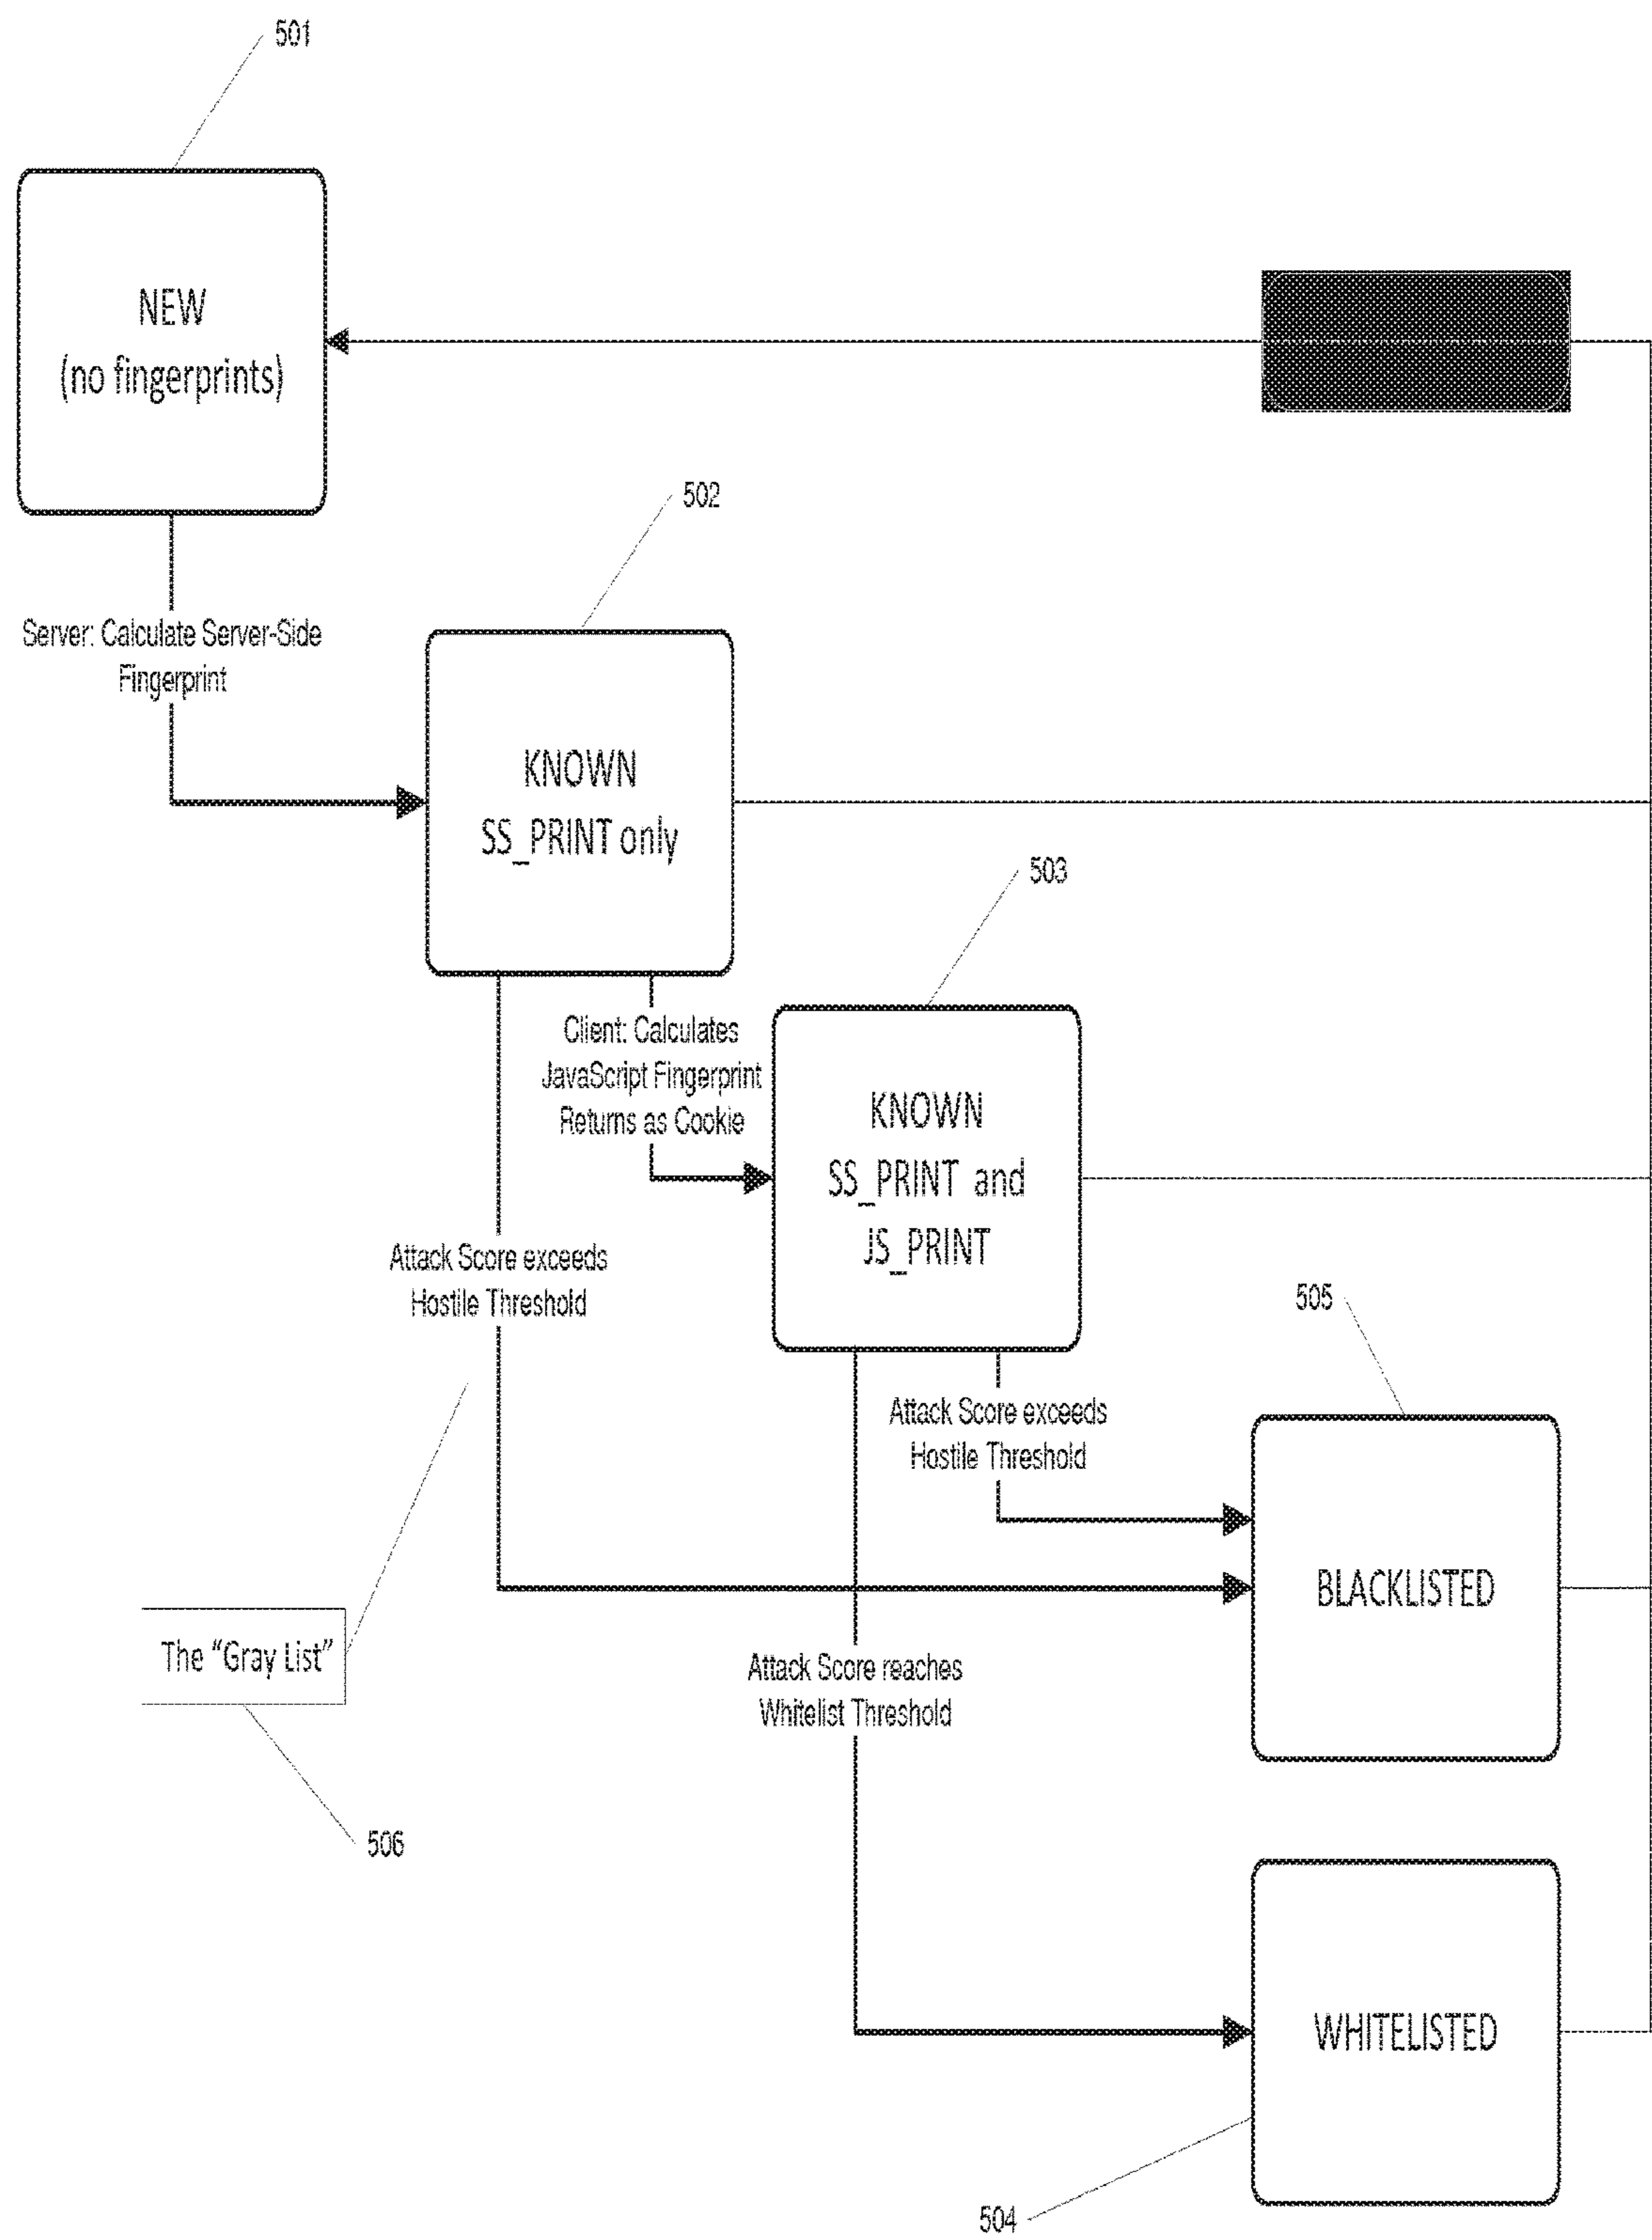 501
NEW
(no fingerprints)
502
Server: Calculate Server-Side
Fingerprint
KNOWN
SS_PRINT only
503
Client: Calculates
JavaScript Fingerprint
Returns as Cookie
KNOWN
SS_PRINT and
JS_PRINT
Attack Score exceeds
Hostile Threshold
505
Attack Score exceeds
Hostile Threshold
BLACKLISTED
The “Gray List”
Attack Score reaches
Whitelist Threshold
506
WHITELISTED
504